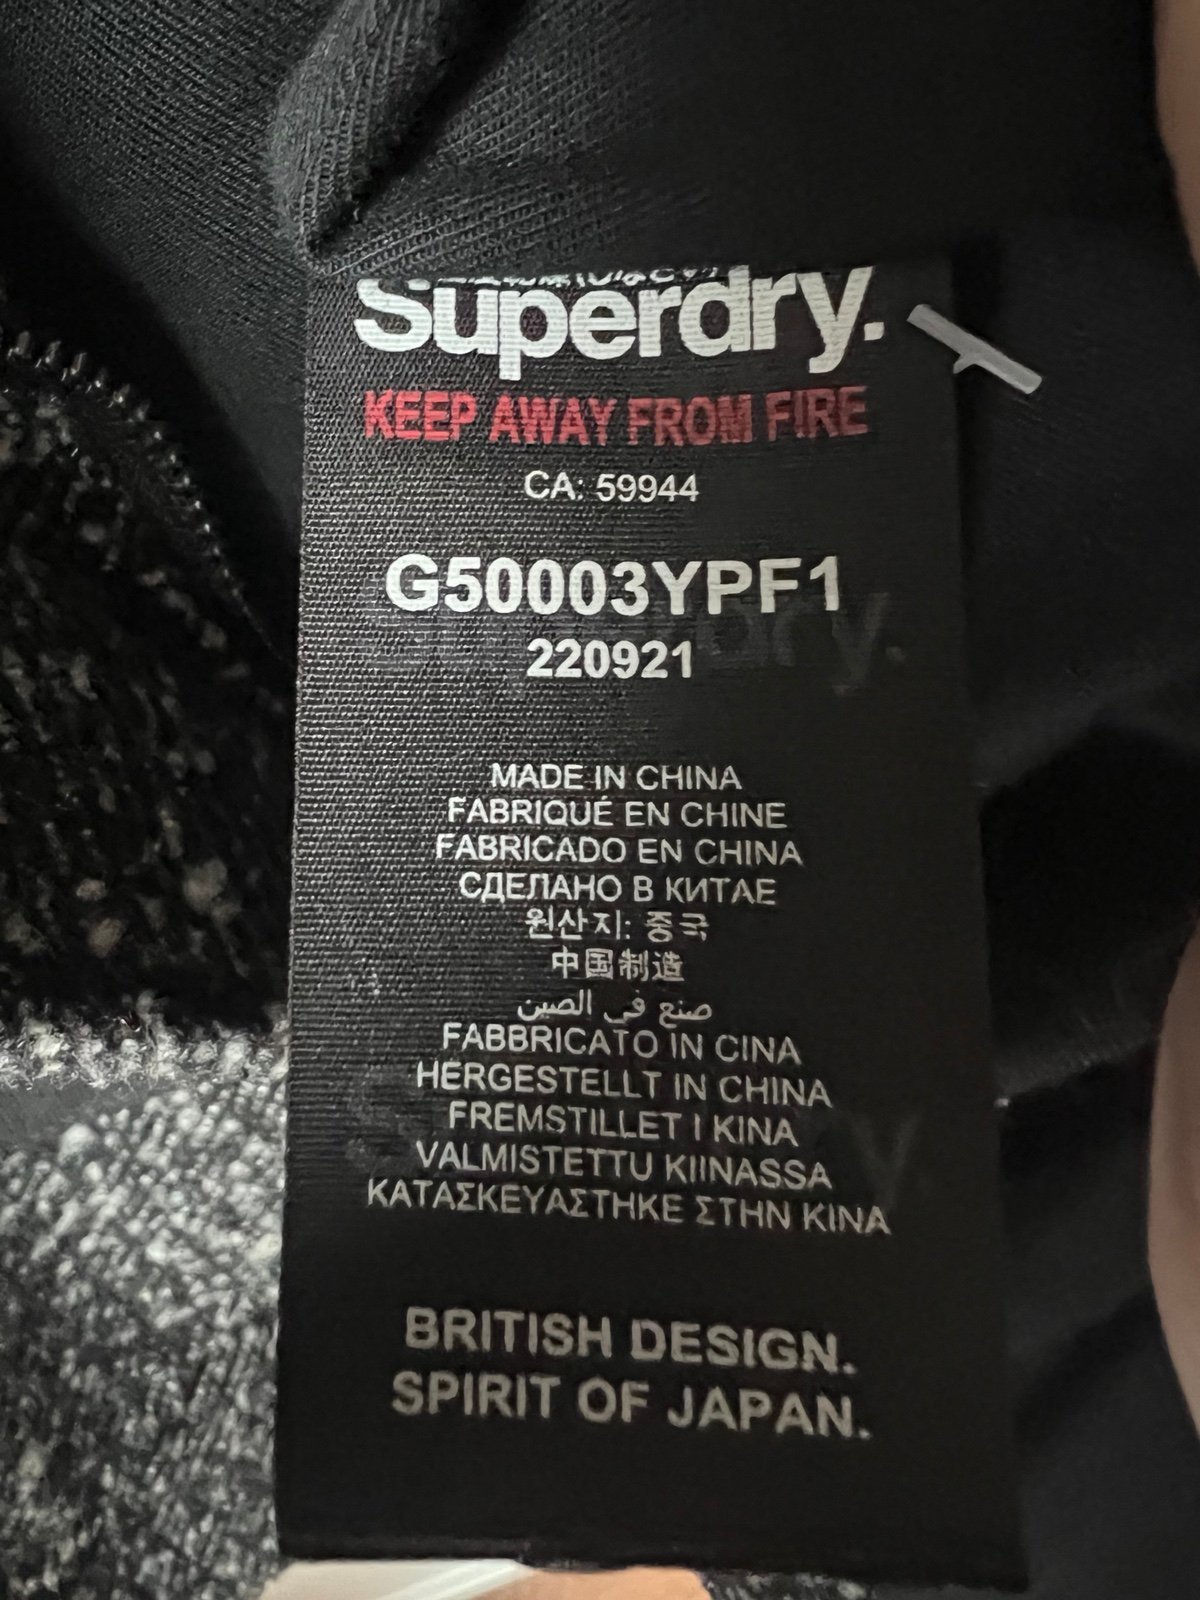 Superdry.
KEEP AWAY FROM FIRE
CA: 59944
G50003YPF1
220921
MADE IN CHINA
FABRIQUÉ EN CHINE
FABRICADO EN CHINA
СДЕЛАНО В КИТАЕ
원산지: 중국
中国制造
صنع في الصين
FABBRICATO IN CINA
HERGESTELLT IN CHINA
FREMSTILLET I KINA
VALMISTETTU KIINASSA
ΚΑΤΑΣΚΕΥΑΣΤΗΚΕ ΣΤΗΝ ΚΙΝΑ
BRITISH DESIGN.
SPIRIT OF JAPAN.